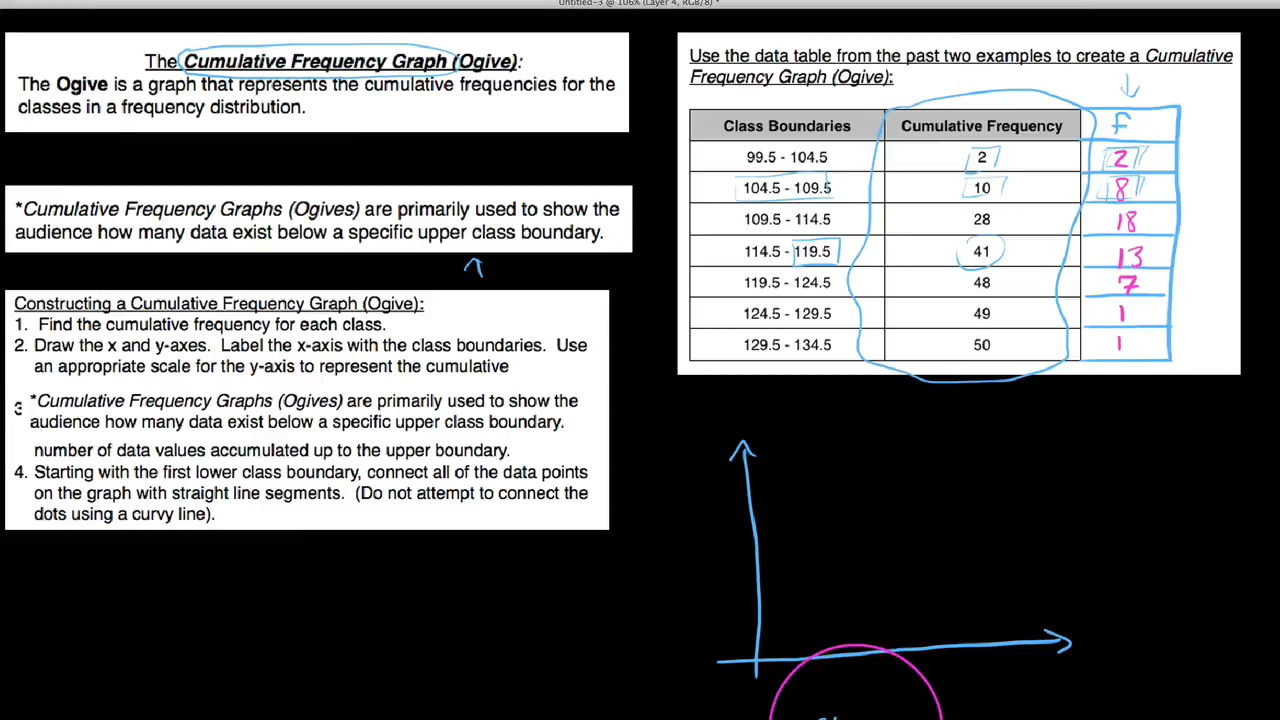 Untitled-3 @ 106% (Layer 4, RGB/8) *
The Cumulative Frequency Graph (Ogive):
The Ogive is a graph that represents the cumulative frequencies for the
classes in a frequency distribution.
*Cumulative Frequency Graphs (Ogives) are primarily used to show the
audience how many data exist below a specific upper class boundary.
Constructing a Cumulative Frequency Graph (Ogive):
1. Find the cumulative frequency for each class.
2. Draw the x and y-axes. Label the x-axis with the class boundaries. Use
an appropriate scale for the y-axis to represent the cumulative
3
*Cumulative Frequency Graphs (Ogives) are primarily used to show the
audience how many data exist below a specific upper class boundary.
number of data values accumulated up to the upper boundary.
4. Starting with the first lower class boundary, connect all of the data points
on the graph with straight line segments. (Do not attempt to connect the
dots using a curvy line).
Use the data table from the past two examples to create a Cumulative
Frequency Graph (Ogive):
Class Boundaries Cumulative Frequency f
99.5 - 104.5 2 2
104.5 - 109.5 10 8
109.5 - 114.5 28 18
114.5 - 119.5 41 13
119.5 - 124.5 48 7
124.5 - 129.5 49 1
129.5 - 134.5 50 1